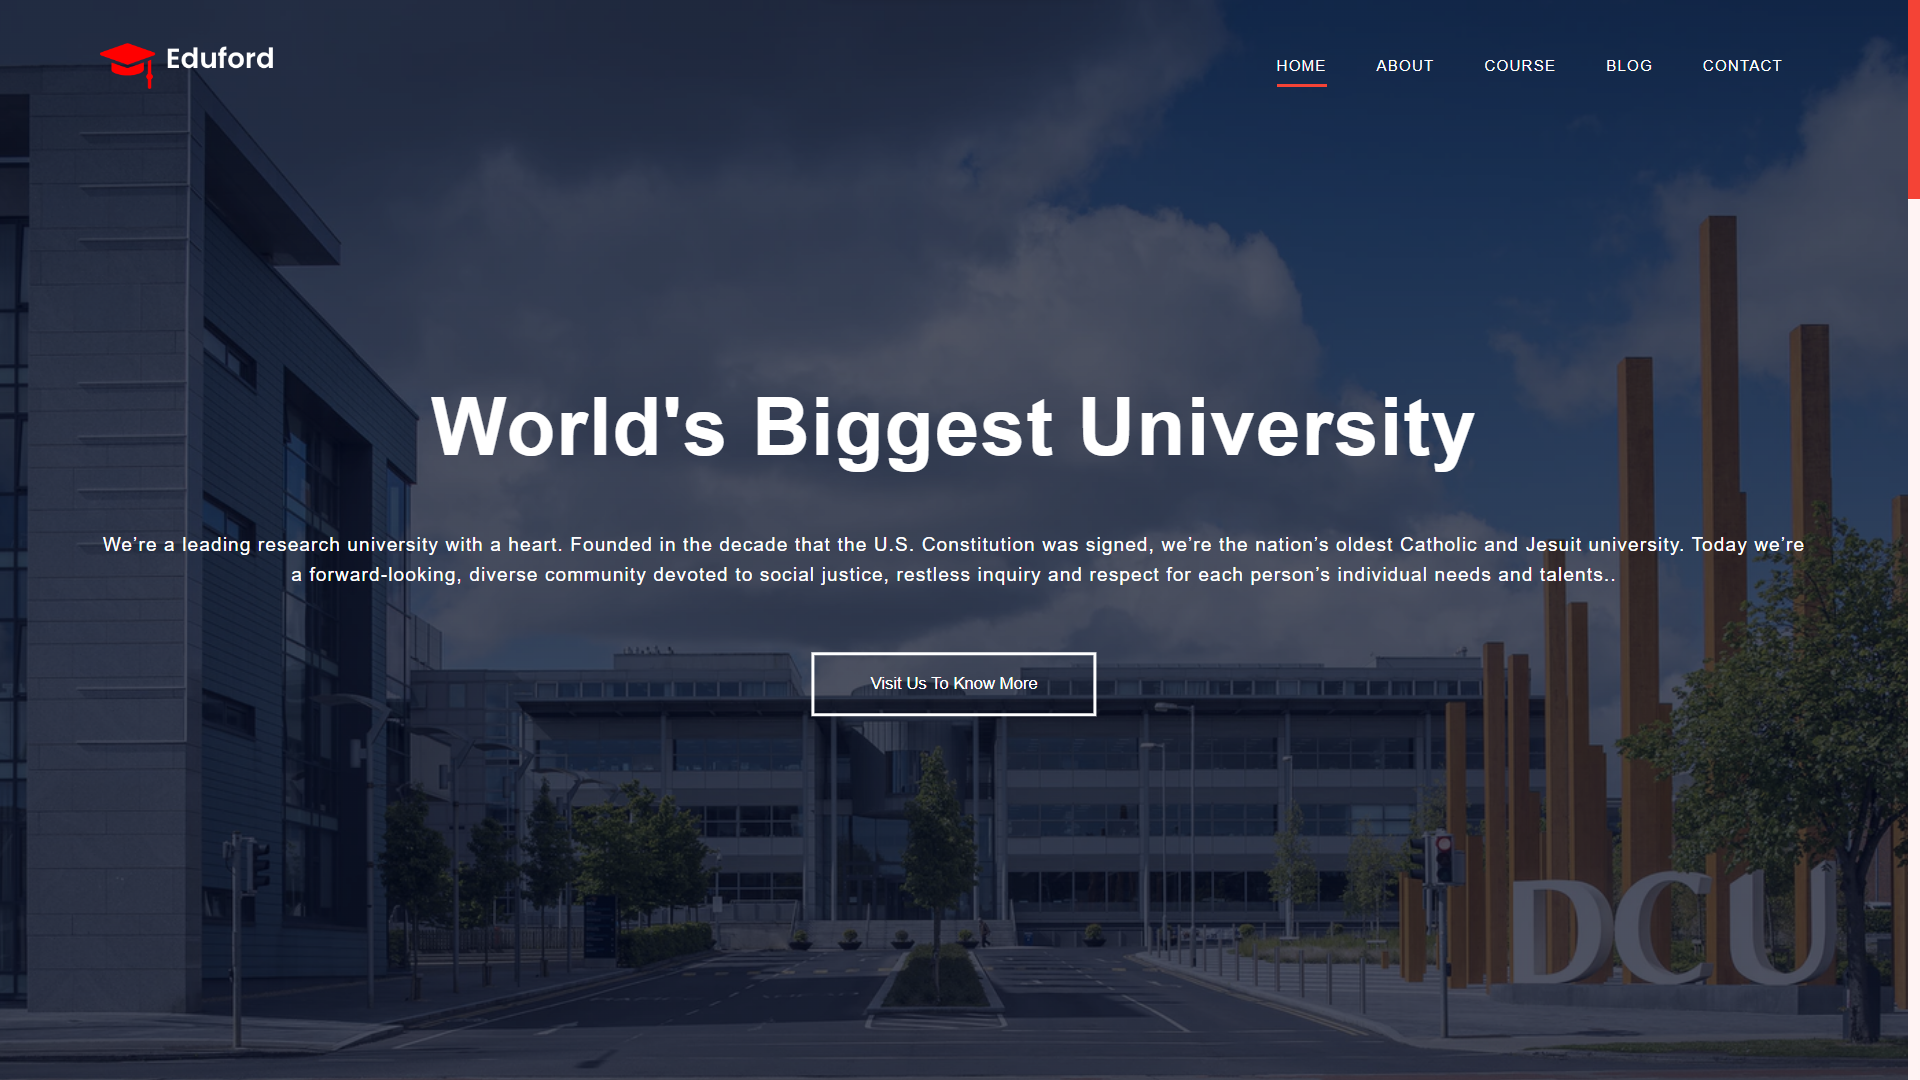 Eduford
HOME ABOUT COURSE BLOG CONTACT
World's Biggest University
We’re a leading research university with a heart. Founded in the decade that the U.S. Constitution was signed, we’re the nation’s oldest Catholic and Jesuit university. Today we’re
a forward-looking, diverse community devoted to social justice, restless inquiry and respect for each person’s individual needs and talents..
Visit Us To Know More
DCU